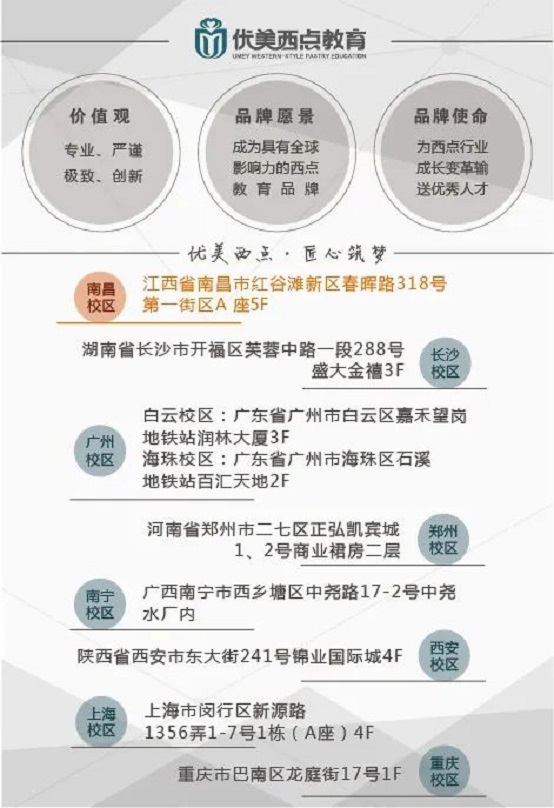 优美西点教育
UMEY WESTERN-STYLE PASTRY EDUCATION
价值观
专业、严谨
极致、创新
品牌愿景
成为具有全球
影响力的西点
教育品牌
品牌使命
为西点行业
成长变革输
送优秀人才
优美西点·匠心筑梦
南昌
校区
江西省南昌市红谷滩新区春晖路318号
第一街区A 座5F
湖南省长沙市开福区芙蓉中路一段288号
盛大金禧3F
长沙
校区
广州
校区
白云校区：广东省广州市白云区嘉禾望岗
地铁站润林大厦3F
海珠校区：广东省广州市海珠区石溪
地铁站百汇天地2F
河南省郑州市二七区正弘凯宾城
1、2号商业裙房二层
郑州
校区
南宁
校区
广西南宁市西乡塘区中尧路17-2号中尧
水厂内
陕西省西安市东大街241号锦业国际城4F
西安
校区
上海
校区
上海市闵行区新源路
1356弄1-7号1栋（A座）4F
重庆市巴南区龙庭街17号1F
重庆
校区